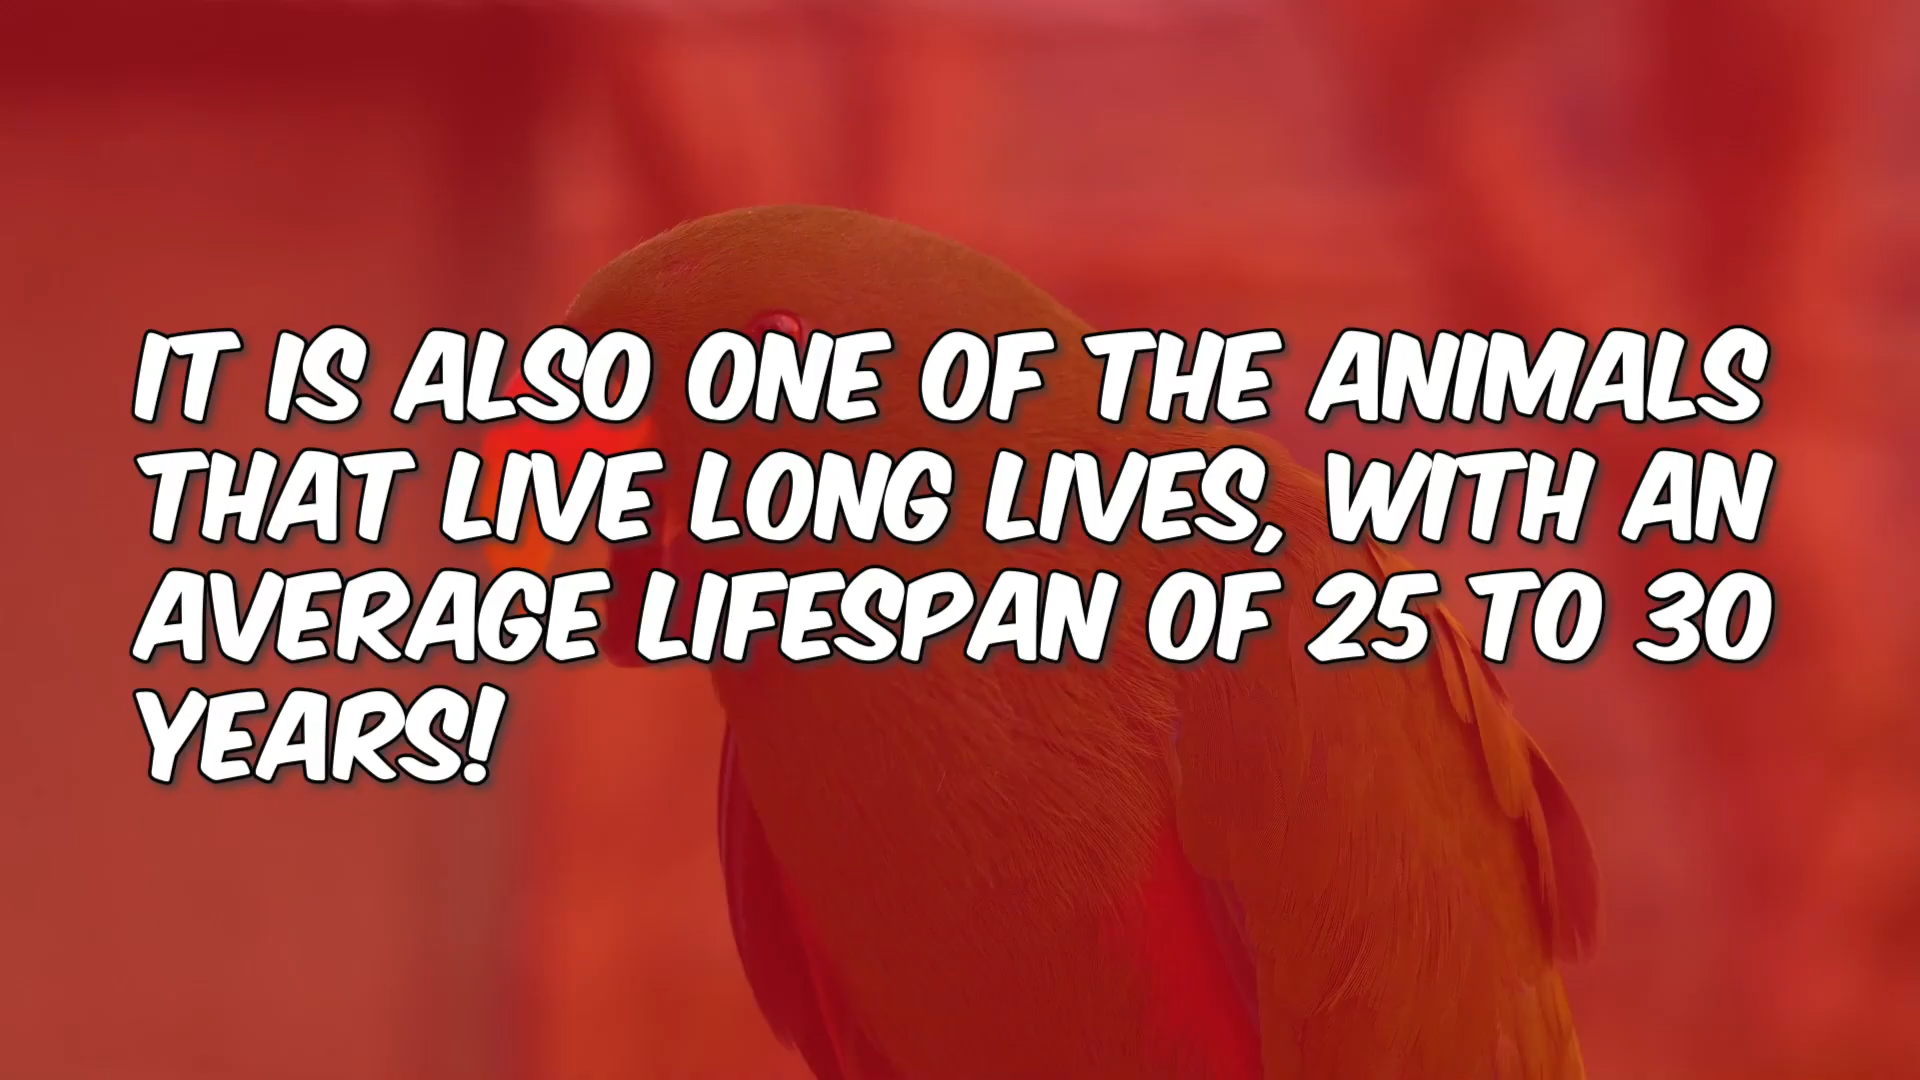 IT IS ALSO ONE OF THE ANIMALS
THAT LIVE LONG LIVES, WITH AN
AVERAGE LIFESPAN OF 25 TO 30
YEARS!